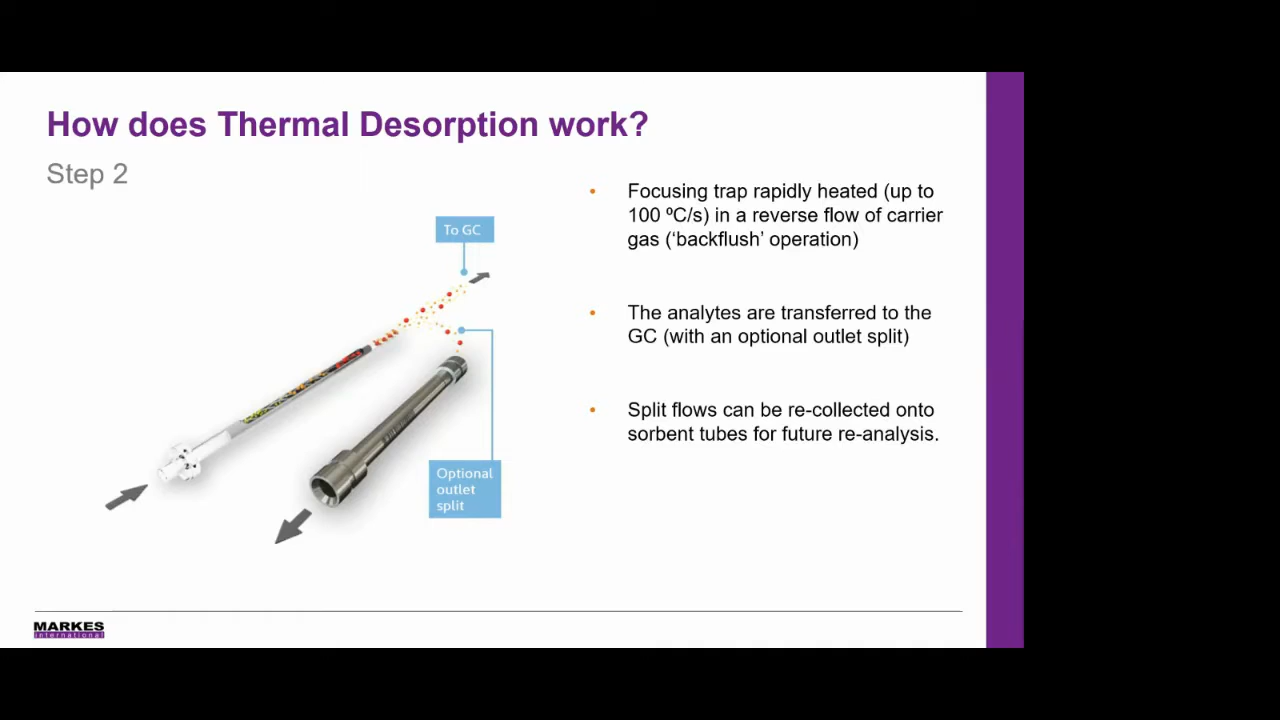 How does Thermal Desorption work?
Step 2
To GC
Optional
outlet
split
• Focusing trap rapidly heated (up to
100 ºC/s) in a reverse flow of carrier
gas (‘backflush’ operation)
• The analytes are transferred to the
GC (with an optional outlet split)
• Split flows can be re-collected onto
sorbent tubes for future re-analysis.
MARKES
international